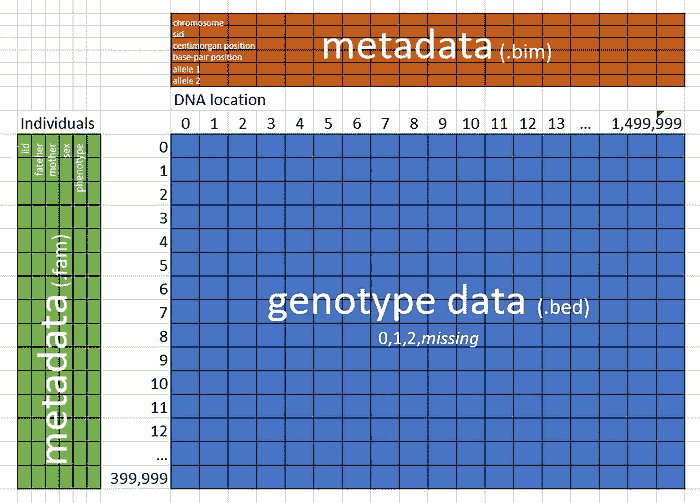 chromosome
sid
centimorgan position
base-pair position
allele 1
allele 2
metadata (.bim)
DNA location
Individuals
0 1 2 3 4 5 6 7 8 9 10 11 12 13 ... 1,499,999
iid
father
mother
sex
phenotype
metadata (.fam)
0
1
2
3
4
5
6
7
8
9
10
11
12
...
399,999
genotype data (.bed)
0,1,2,missing